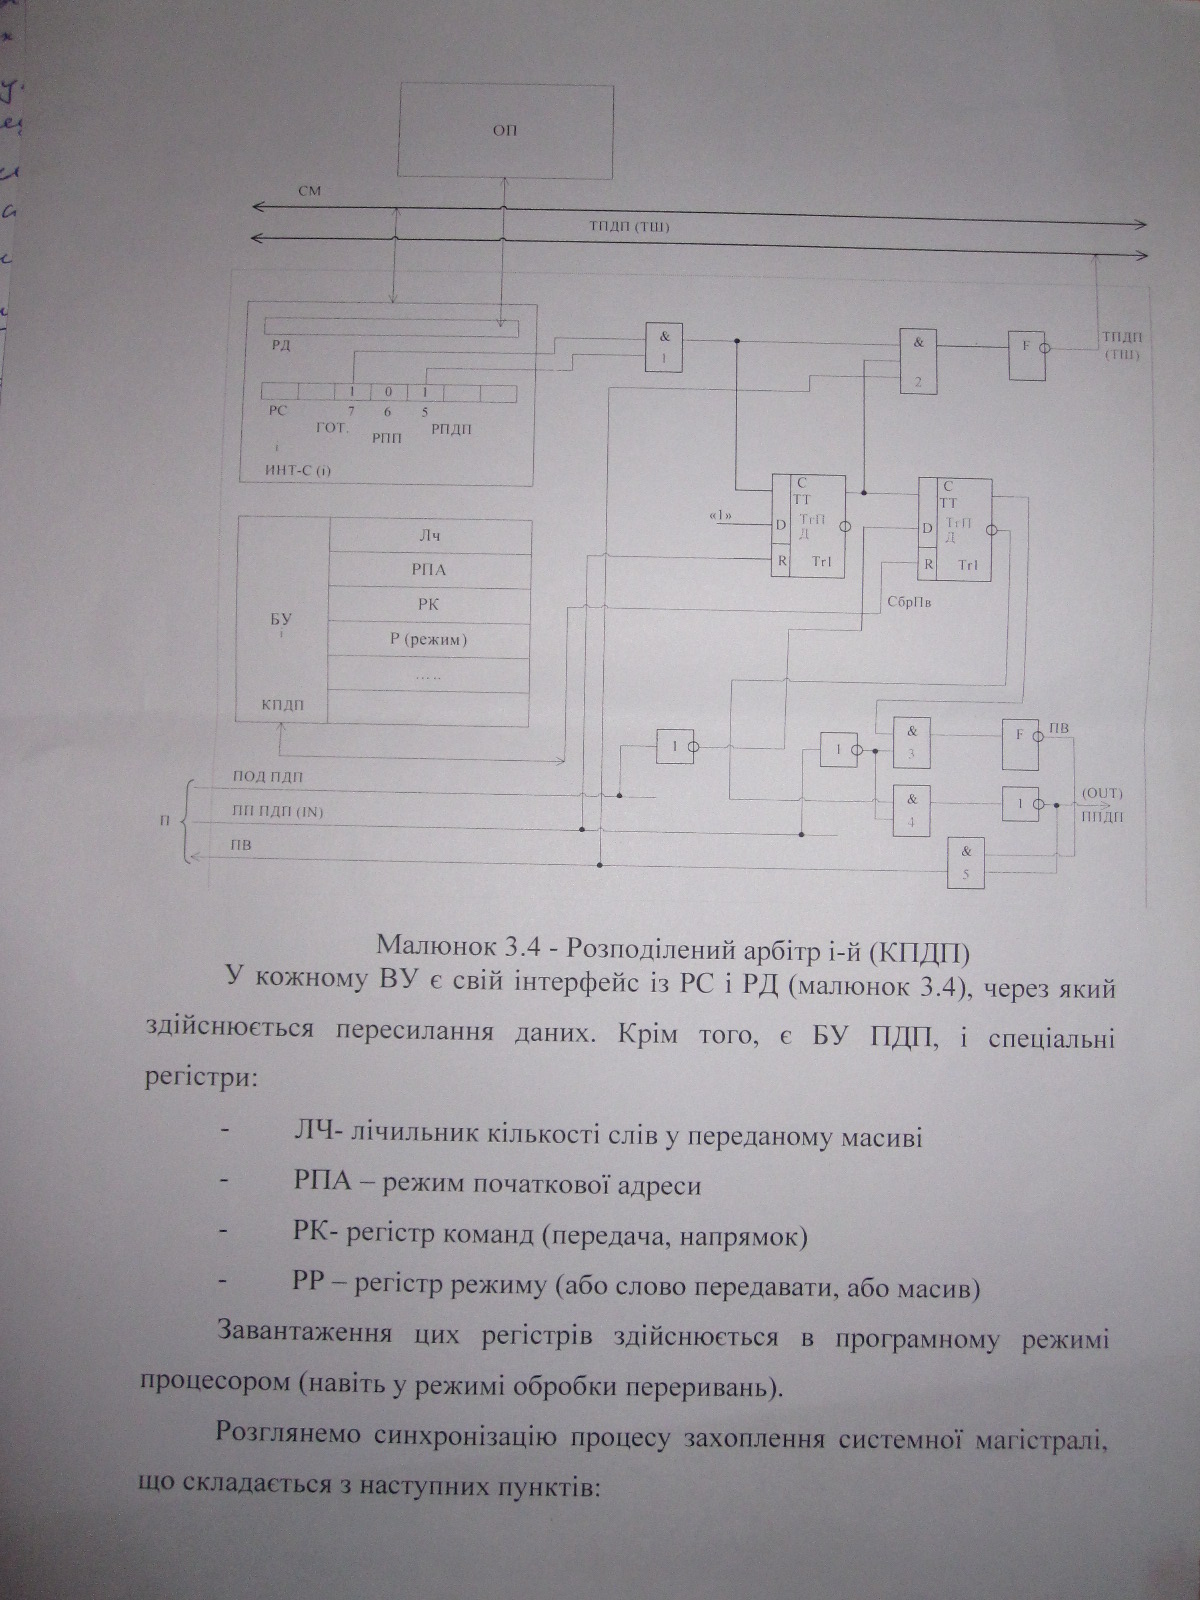 ОП
СМ
ТПДП (ТШ)
РД
1 0 1
РС 7 6 5
ГОТ. РПП РПДП
i
ИНТ-С (i)
& 1
& 2
F
ТПДП
(ТШ)
«1»
C
ТТ
D ТгП
Д
R Тг1
C
ТТ
D ТгП
Д
R Тг1
СбрПв
БУ
i
КПДП
Лч
РПА
РК
Р (режим)
.....
1
1
& 3
F ПВ
& 4
1
(OUT)
ППДП
& 5
П
ПОД ПДП
ПП ПДП (IN)
ПВ
Малюнок 3.4 - Розподілений арбітр і-й (КПДП)
У кожному ВУ є свій інтерфейс із РС і РД (малюнок 3.4), через який
здійснюється пересилання даних. Крім того, є БУ ПДП, і спеціальні
регістри:
- ЛЧ- лічильник кількості слів у переданому масиві
- РПА – режим початкової адреси
- РК- регістр команд (передача, напрямок)
- РР – регістр режиму (або слово передавати, або масив)
Завантаження цих регістрів здійснюється в програмному режимі
процесором (навіть у режимі обробки переривань).
Розглянемо синхронізацію процесу захоплення системної магістралі,
що складається з наступних пунктів: